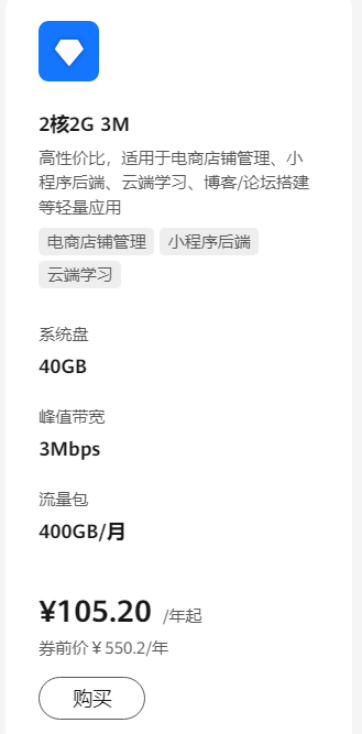 2核2G 3M
高性价比，适用于电商店铺管理、小
程序后端、云端学习、博客/论坛搭建
等轻量应用
电商店铺管理 小程序后端
云端学习
系统盘
40GB
峰值带宽
3Mbps
流量包
400GB/月
¥105.20 /年起
券前价￥550.2/年
购买